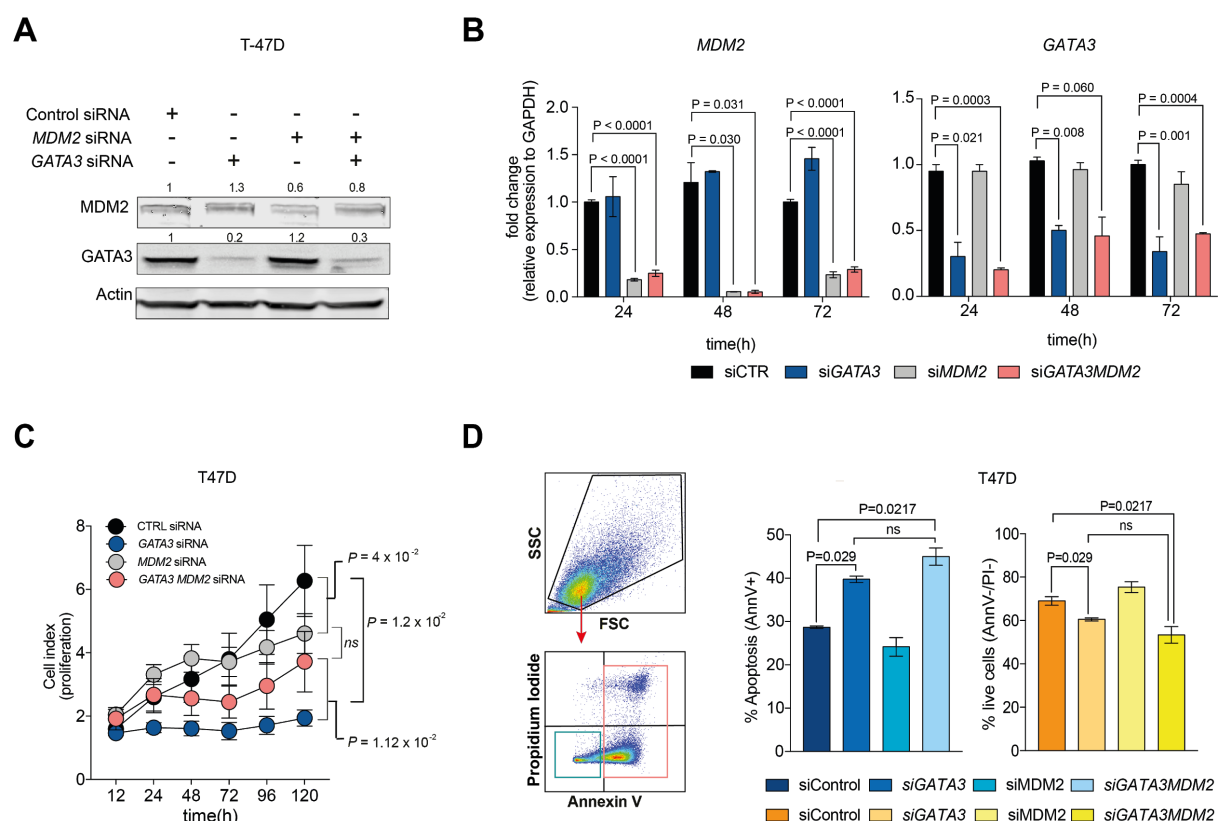 A
T-47D
Control siRNA + - - -
MDM2 siRNA - - + +
GATA3 siRNA - + - +
1 1.3 0.6 0.8
MDM2
1 0.2 1.2 0.3
GATA3
Actin
B
MDM2
fold change
(relative expression to GAPDH)
2.0
1.5
1.0
0.5
0.0
P < 0.0001
P < 0.0001
P = 0.031
P = 0.030
P < 0.0001
P < 0.0001
24 48 72
time(h)
GATA3
1.5
1.0
0.5
0.0
P = 0.0003
P = 0.021
P = 0.060
P = 0.008
P = 0.0004
P = 0.001
24 48 72
time(h)
siCTR siGATA3 siMDM2 siGATA3MDM2
C
T47D
Cell index
(proliferation)
8
6
4
2
0
CTRL siRNA
GATA3 siRNA
MDM2 siRNA
GATA3 MDM2 siRNA
P = 4 x 10-2
P = 1.2 x 10-2
ns
P = 1.12 x 10-2
12 24 48 72 96 120
time(h)
D
SSC
FSC
Propidium Iodide
Annexin V
T47D
% Apoptosis (AnnV+)
50
40
30
20
10
0
P=0.0217
ns
P=0.029
% live cells (AnnV-/PI-)
100
80
60
40
20
0
P=0.0217
ns
P=0.029
siControl siGATA3 siMDM2 siGATA3MDM2
siControl siGATA3 siMDM2 siGATA3MDM2